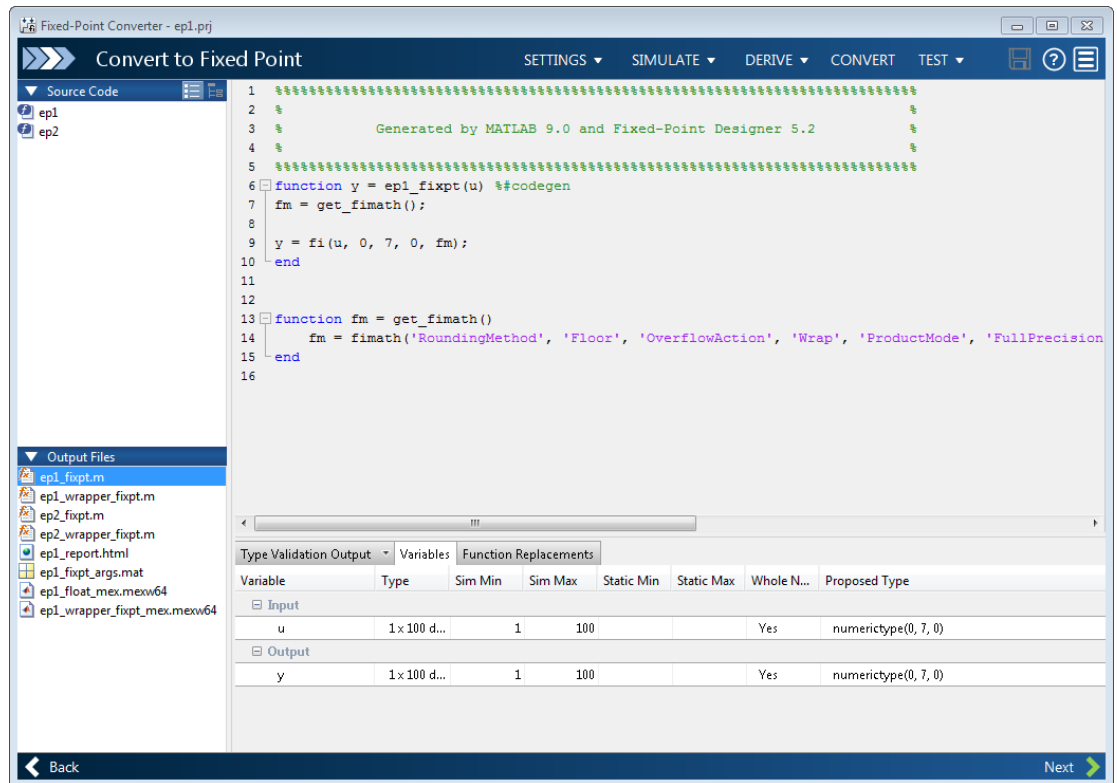 Fixed-Point Converter - ep1.prj
Convert to Fixed Point SETTINGS SIMULATE DERIVE CONVERT TEST
Source Code
ep1
ep2
1 %%%%%%%%%%%%%%%%%%%%%%%%%%%%%%%%%%%%%%%%%%%%%%%%%%%%%%%%%%%%%%%%%%%%%%%%%%
2 % %
3 % Generated by MATLAB 9.0 and Fixed-Point Designer 5.2 %
4 % %
5 %%%%%%%%%%%%%%%%%%%%%%%%%%%%%%%%%%%%%%%%%%%%%%%%%%%%%%%%%%%%%%%%%%%%%%%%%%
6 function y = ep1_fixpt(u) %#codegen
7 fm = get_fimath();
8
9 y = fi(u, 0, 7, 0, fm);
10 end
11
12
13 function fm = get_fimath()
14 fm = fimath('RoundingMethod', 'Floor', 'OverflowAction', 'Wrap', 'ProductMode', 'FullPrecision
15 end
16
Output Files
ep1_fixpt.m
ep1_wrapper_fixpt.m
ep2_fixpt.m
ep2_wrapper_fixpt.m
ep1_report.html
ep1_fixpt_args.mat
ep1_float_mex.mexw64
ep1_wrapper_fixpt_mex.mexw64
Type Validation Output Variables Function Replacements
Variable Type Sim Min Sim Max Static Min Static Max Whole N... Proposed Type
Input
u 1 x 100 d... 1 100 Yes numerictype(0, 7, 0)
Output
y 1 x 100 d... 1 100 Yes numerictype(0, 7, 0)
Back Next